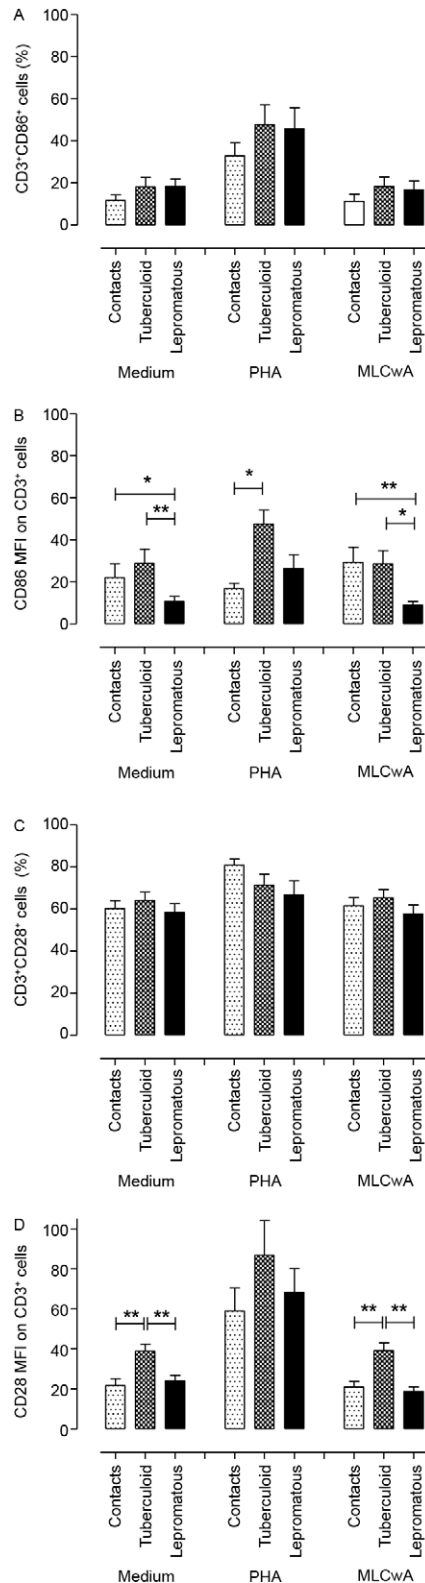 A
CD3+CD86+ cells (%)
100
80
60
40
20
0
Contacts
Tuberculoid
Lepromatous
Contacts
Tuberculoid
Lepromatous
Contacts
Tuberculoid
Lepromatous
Medium
PHA
MLCwA
B
CD86 MFI on CD3+ cells
100
80
60
40
20
0
*
**
*
**
*
Contacts
Tuberculoid
Lepromatous
Contacts
Tuberculoid
Lepromatous
Contacts
Tuberculoid
Lepromatous
Medium
PHA
MLCwA
C
CD3+CD28+ cells (%)
100
80
60
40
20
0
Contacts
Tuberculoid
Lepromatous
Contacts
Tuberculoid
Lepromatous
Contacts
Tuberculoid
Lepromatous
Medium
PHA
MLCwA
D
CD28 MFI on CD3+ cells
100
80
60
40
20
0
**
**
**
**
Contacts
Tuberculoid
Lepromatous
Contacts
Tuberculoid
Lepromatous
Contacts
Tuberculoid
Lepromatous
Medium
PHA
MLCwA